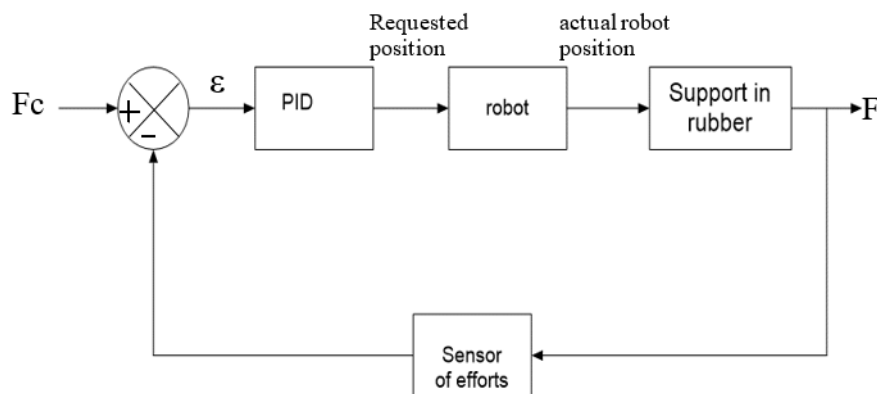 Requested
position
actual robot
position
Fc
+
-
ε
PID
robot
Support in
rubber
F
Sensor
of efforts